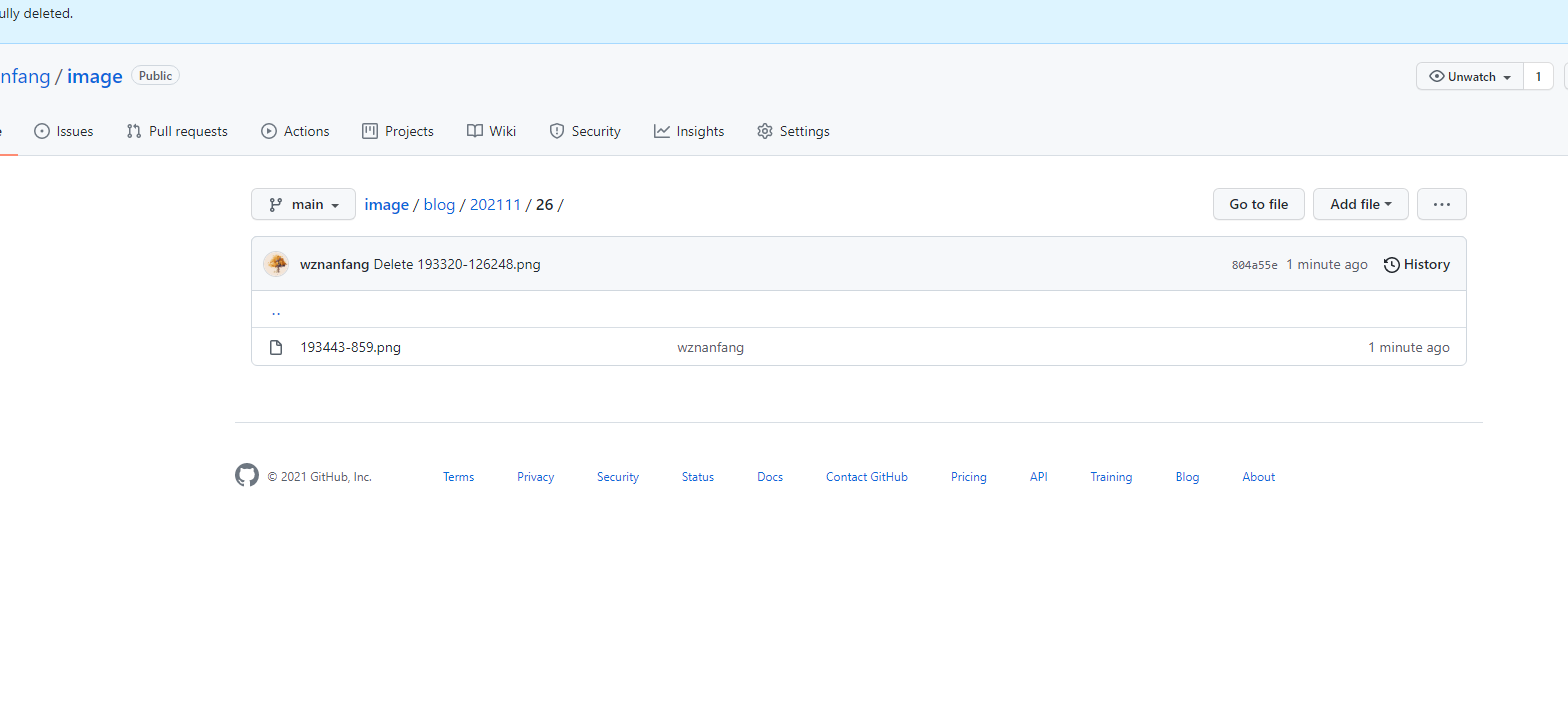 ully deleted.
nfang / image Public Unwatch 1
Issues Pull requests Actions Projects Wiki Security Insights Settings
main image / blog / 202111 / 26 / Go to file Add file ...
wznanfang Delete 193320-126248.png 804a55e 1 minute ago History
..
193443-859.png wznanfang 1 minute ago
© 2021 GitHub, Inc. Terms Privacy Security Status Docs Contact GitHub Pricing API Training Blog About